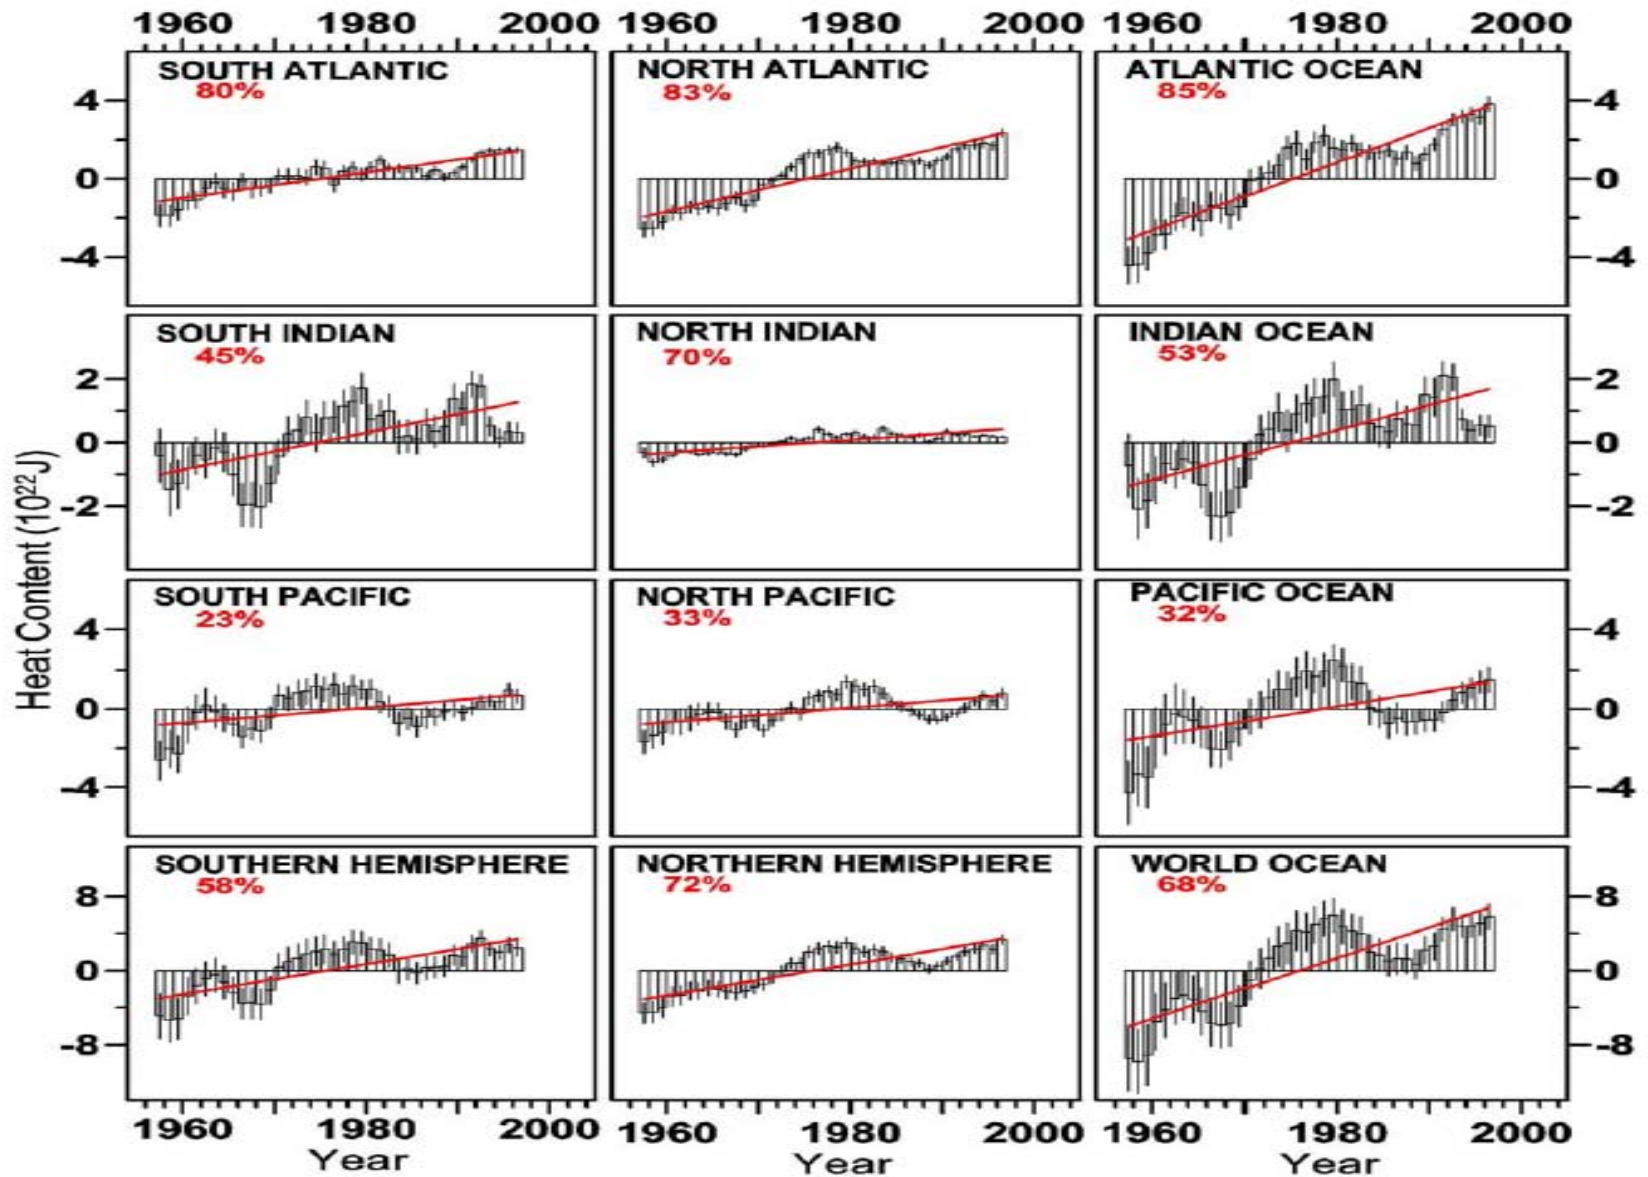 1960 1980 2000 1960 1980 2000 1960 1980 2000
SOUTH ATLANTIC
80%
NORTH ATLANTIC
83%
ATLANTIC OCEAN
85%
4
0
-4
4
0
-4
SOUTH INDIAN
45%
NORTH INDIAN
70%
INDIAN OCEAN
53%
2
0
-2
2
0
-2
Heat Content (10²²J)
SOUTH PACIFIC
23%
NORTH PACIFIC
33%
PACIFIC OCEAN
32%
4
0
-4
4
0
-4
SOUTHERN HEMISPHERE
58%
NORTHERN HEMISPHERE
72%
WORLD OCEAN
68%
8
0
-8
8
0
-8
1960 1980 2000 1960 1980 2000 1960 1980 2000
Year Year Year